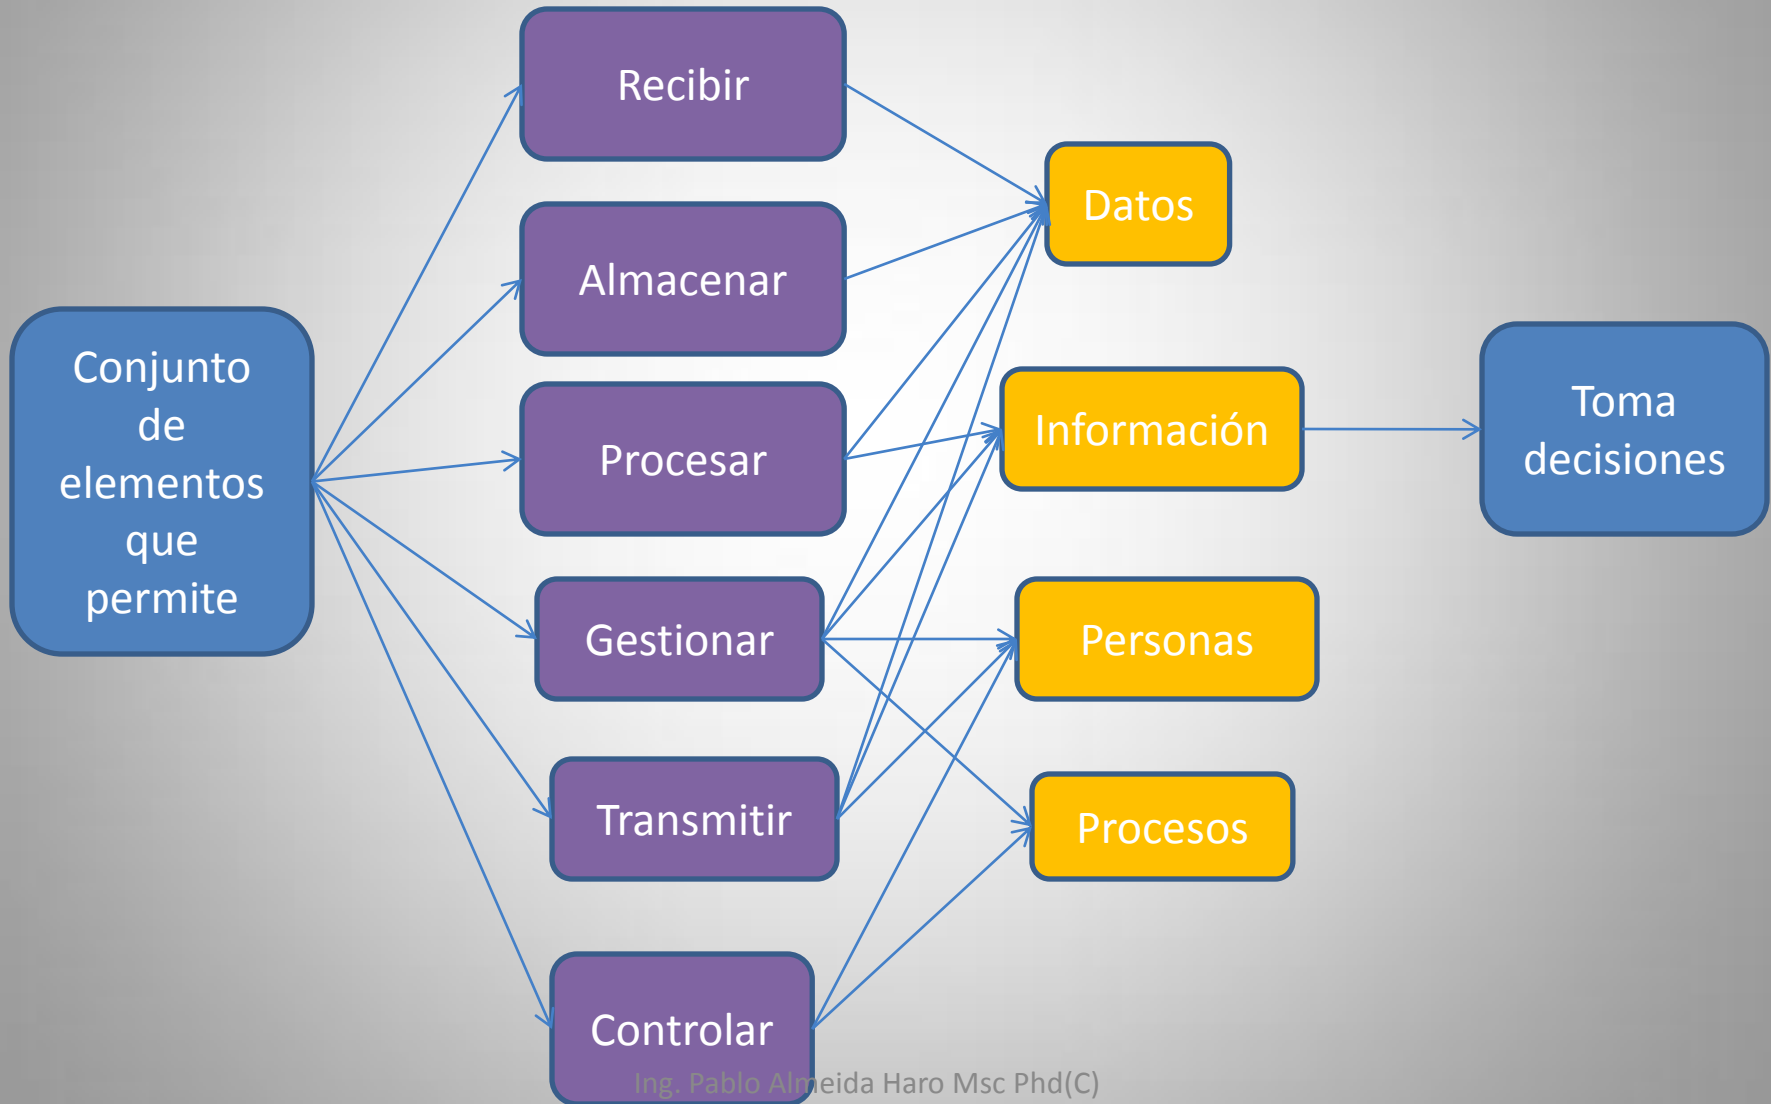 Conjunto
de
elementos
que
permite
Recibir
Almacenar
Procesar
Gestionar
Transmitir
Controlar
Datos
Información
Personas
Procesos
Toma
decisiones
Ing. Pablo Almeida Haro Msc Phd(C)